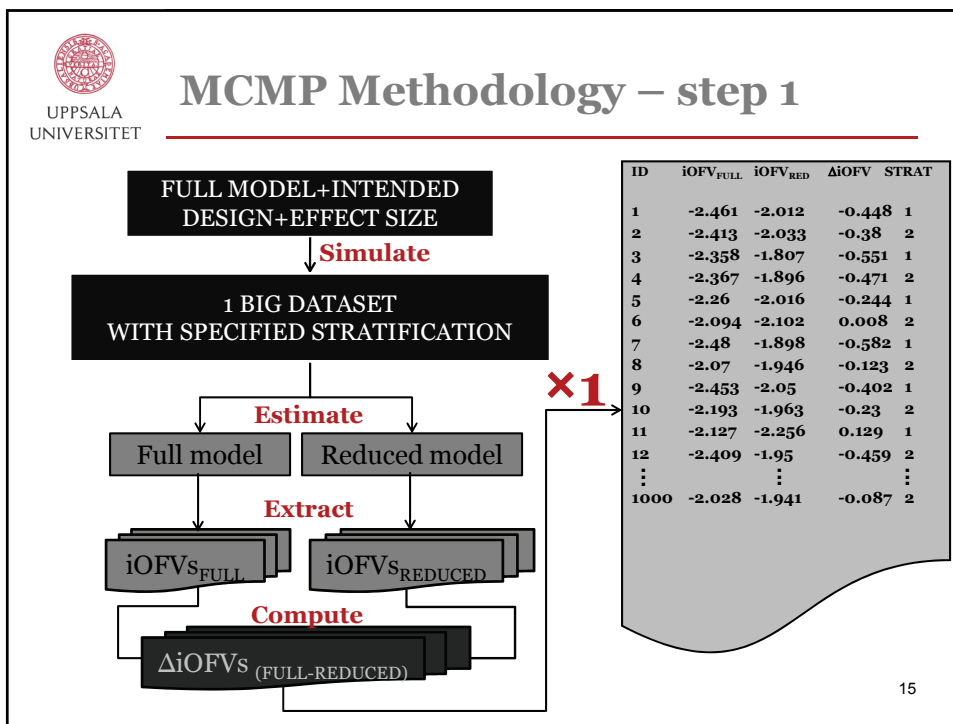 UPPSALA
UNIVERSITET
MCMP Methodology – step 1
FULL MODEL+INTENDED
DESIGN+EFFECT SIZE
Simulate
1 BIG DATASET
WITH SPECIFIED STRATIFICATION
Estimate
Full model Reduced model
Extract
iOFVsFULL iOFVsREDUCED
Compute
ΔiOFVs (FULL-REDUCED)
×1
ID iOFVFULL iOFVRED ΔiOFV STRAT
1 -2.461 -2.012 -0.448 1
2 -2.413 -2.033 -0.38 2
3 -2.358 -1.807 -0.551 1
4 -2.367 -1.896 -0.471 2
5 -2.26 -2.016 -0.244 1
6 -2.094 -2.102 0.008 2
7 -2.48 -1.898 -0.582 1
8 -2.07 -1.946 -0.123 2
9 -2.453 -2.05 -0.402 1
10 -2.193 -1.963 -0.23 2
11 -2.127 -2.256 0.129 1
12 -2.409 -1.95 -0.459 2
⋮ ⋮ ⋮
1000 -2.028 -1.941 -0.087 2
15